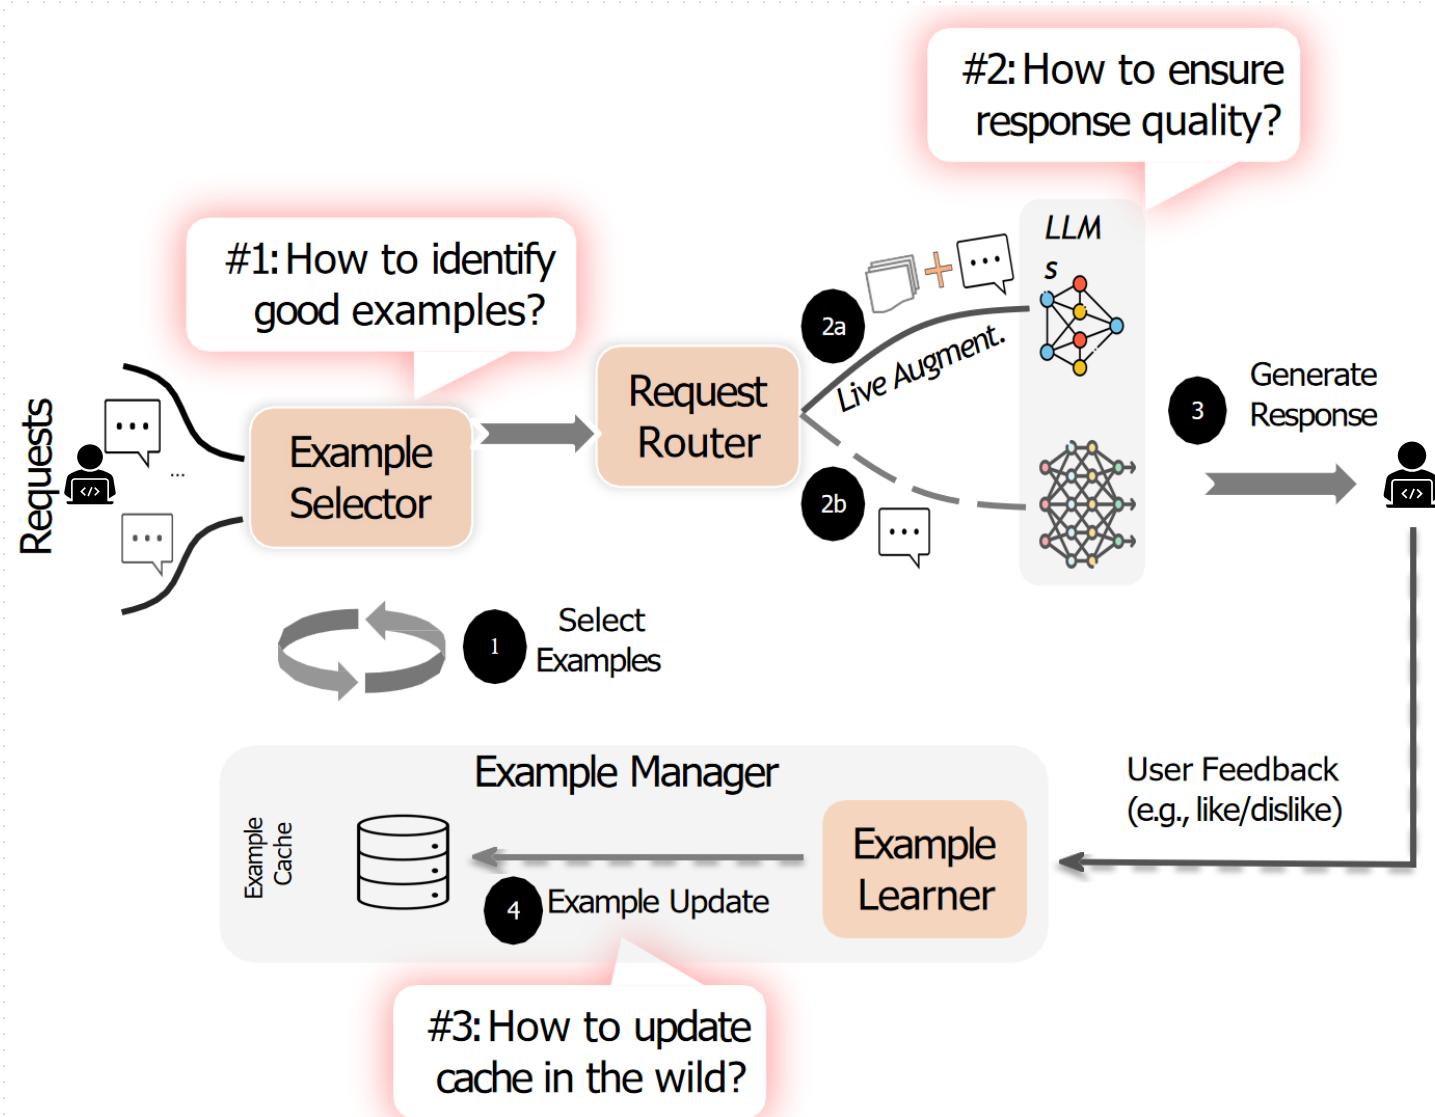 #2: How to ensure
response quality?
#1: How to identify
good examples?
LLM
s
2a
Live Augment.
Request
Router
Generate
Response
3
Requests
...
Example
Selector
2b
1
Select
Examples
Example Manager
User Feedback
(e.g., like/dislike)
Example
Cache
Example
Learner
4
Example Update
#3: How to update
cache in the wild?